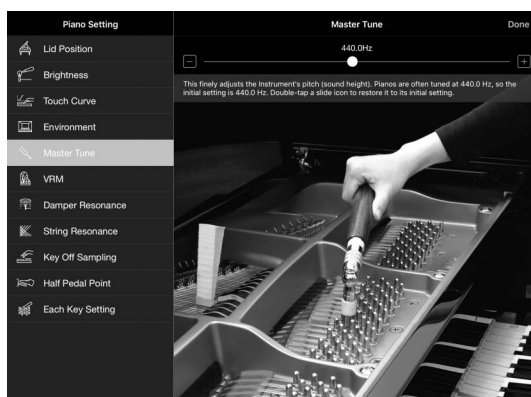 Piano Setting
Lid Position
Brightness
Touch Curve
Environment
Master Tune
VRM
Damper Resonance
String Resonance
Key Off Sampling
Half Pedal Point
Each Key Setting
Master Tune
Done
440.0Hz
This finely adjusts the Instrument's pitch (sound height). Pianos are often tuned at 440.0 Hz, so the
initial setting is 440.0 Hz. Double-tap a slide icon to restore it to its initial setting.